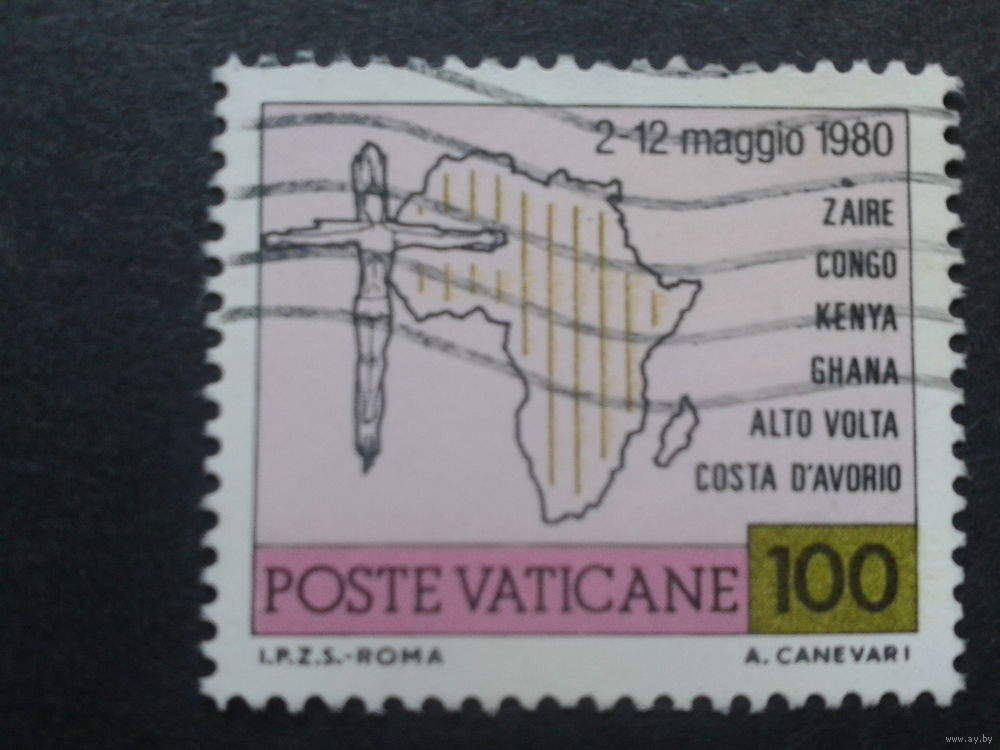 2-12 maggio 1980
ZAIRE
CONGO
KENYA
GHANA
ALTO VOLTA
COSTA D'AVORIO
POSTE VATICANE 100
I.P.Z.S.-ROMA A. CANEVARI
www.ay.by